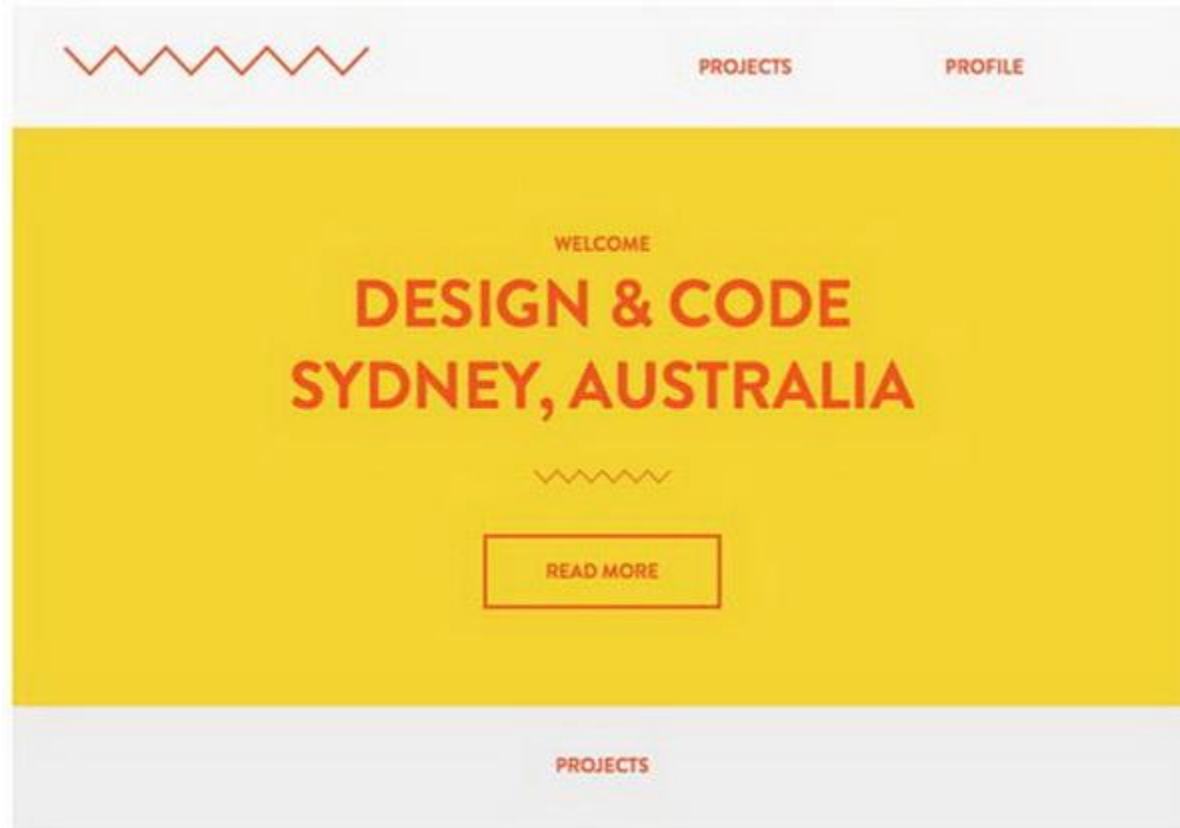 PROJECTS PROFILE
WELCOME
DESIGN & CODE
SYDNEY, AUSTRALIA
READ MORE
PROJECTS